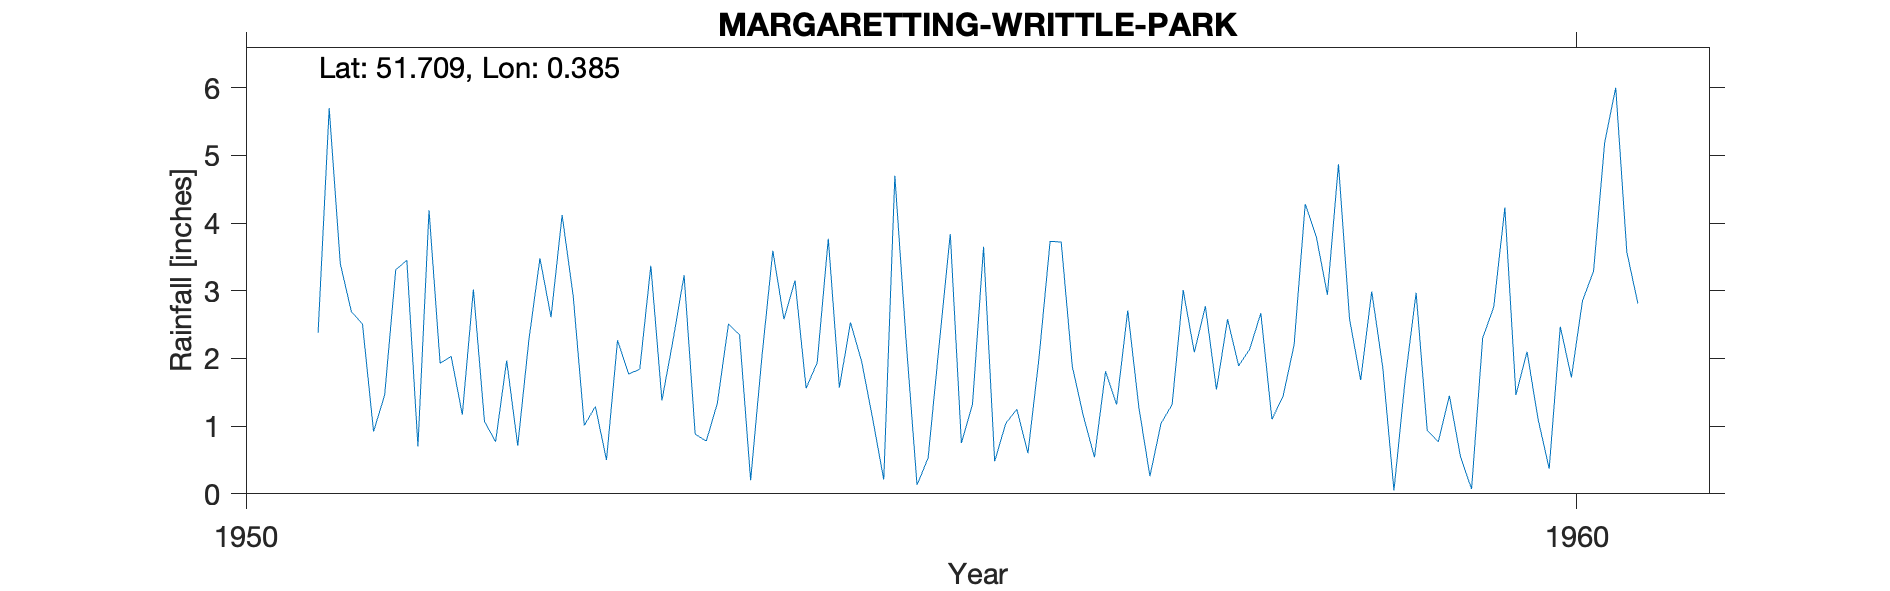 MARGARETTING-WRITTLE-PARK
Lat: 51.709, Lon: 0.385
6
5
4
3
2
1
0
Rainfall [inches]
1950
1960
Year